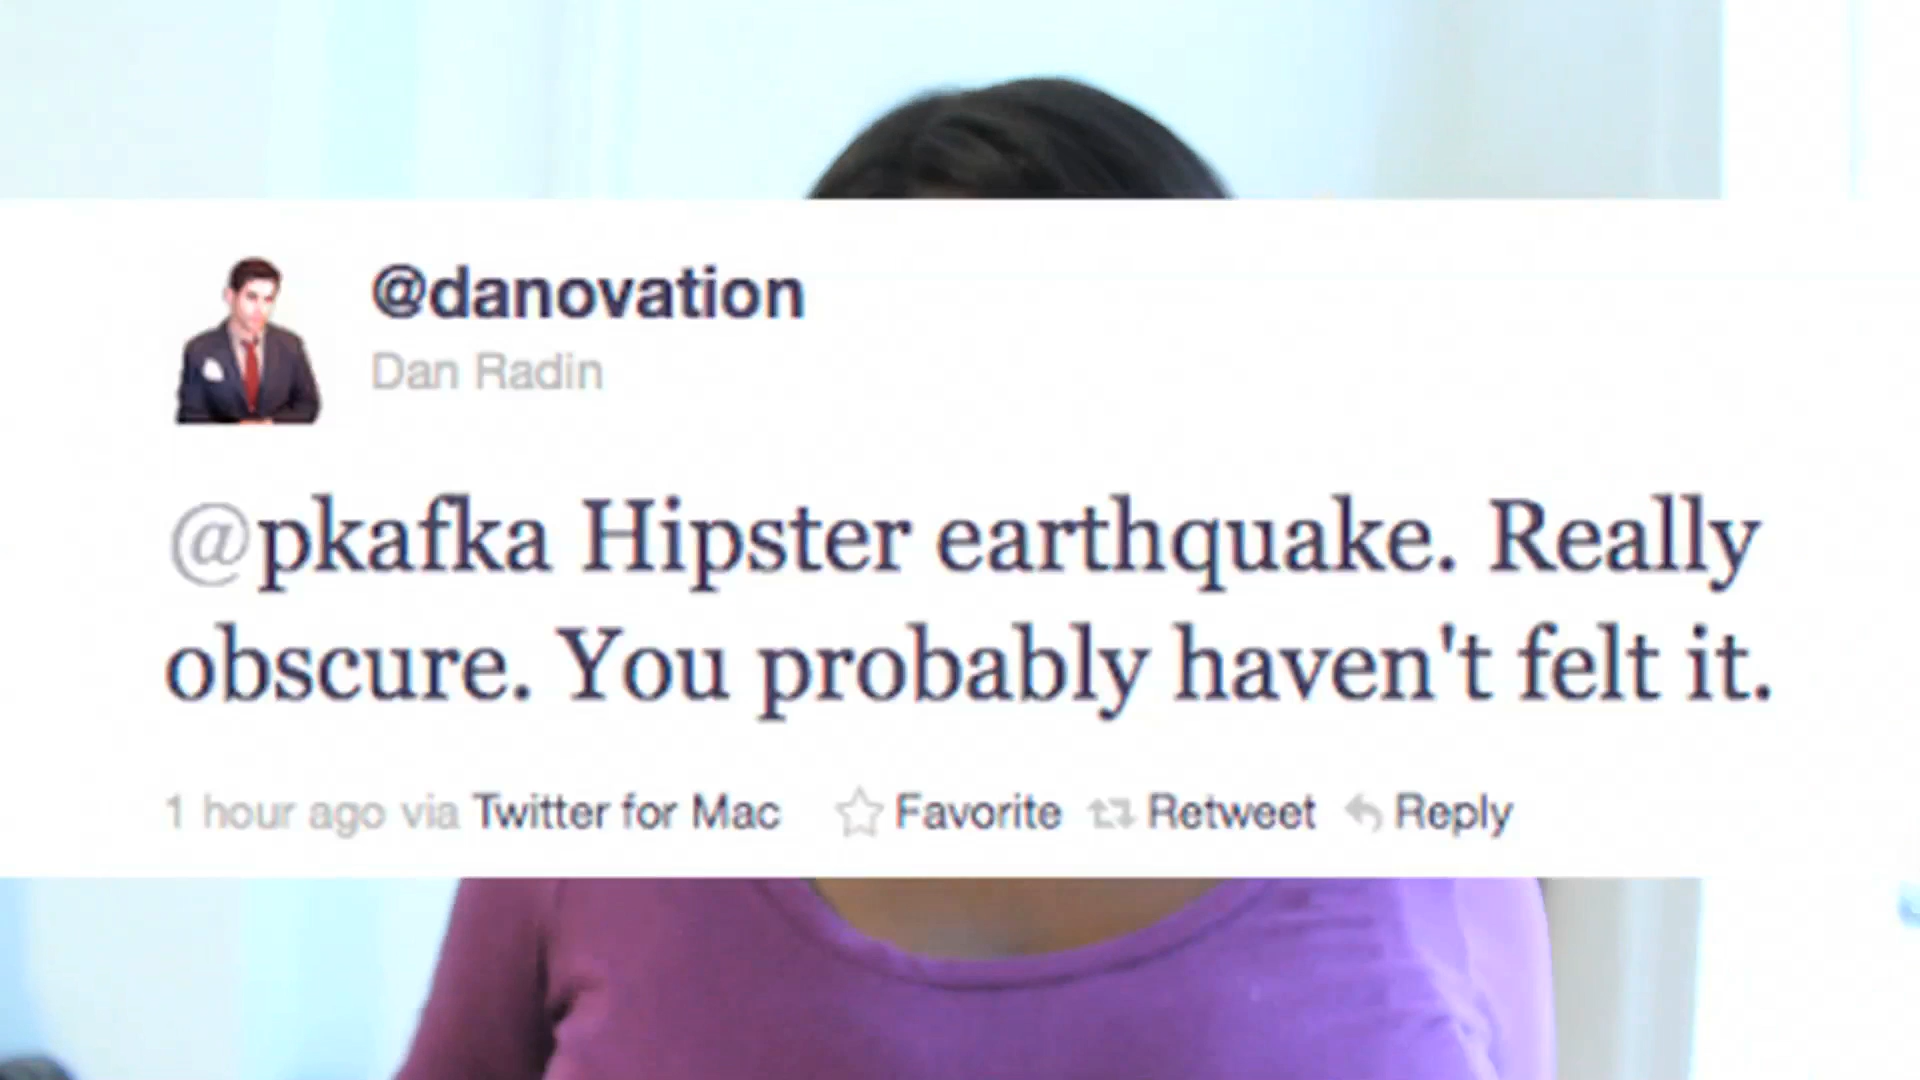 @danovation
Dan Radin
@pkafka Hipster earthquake. Really
obscure. You probably haven't felt it.
1 hour ago via Twitter for Mac Favorite Retweet Reply